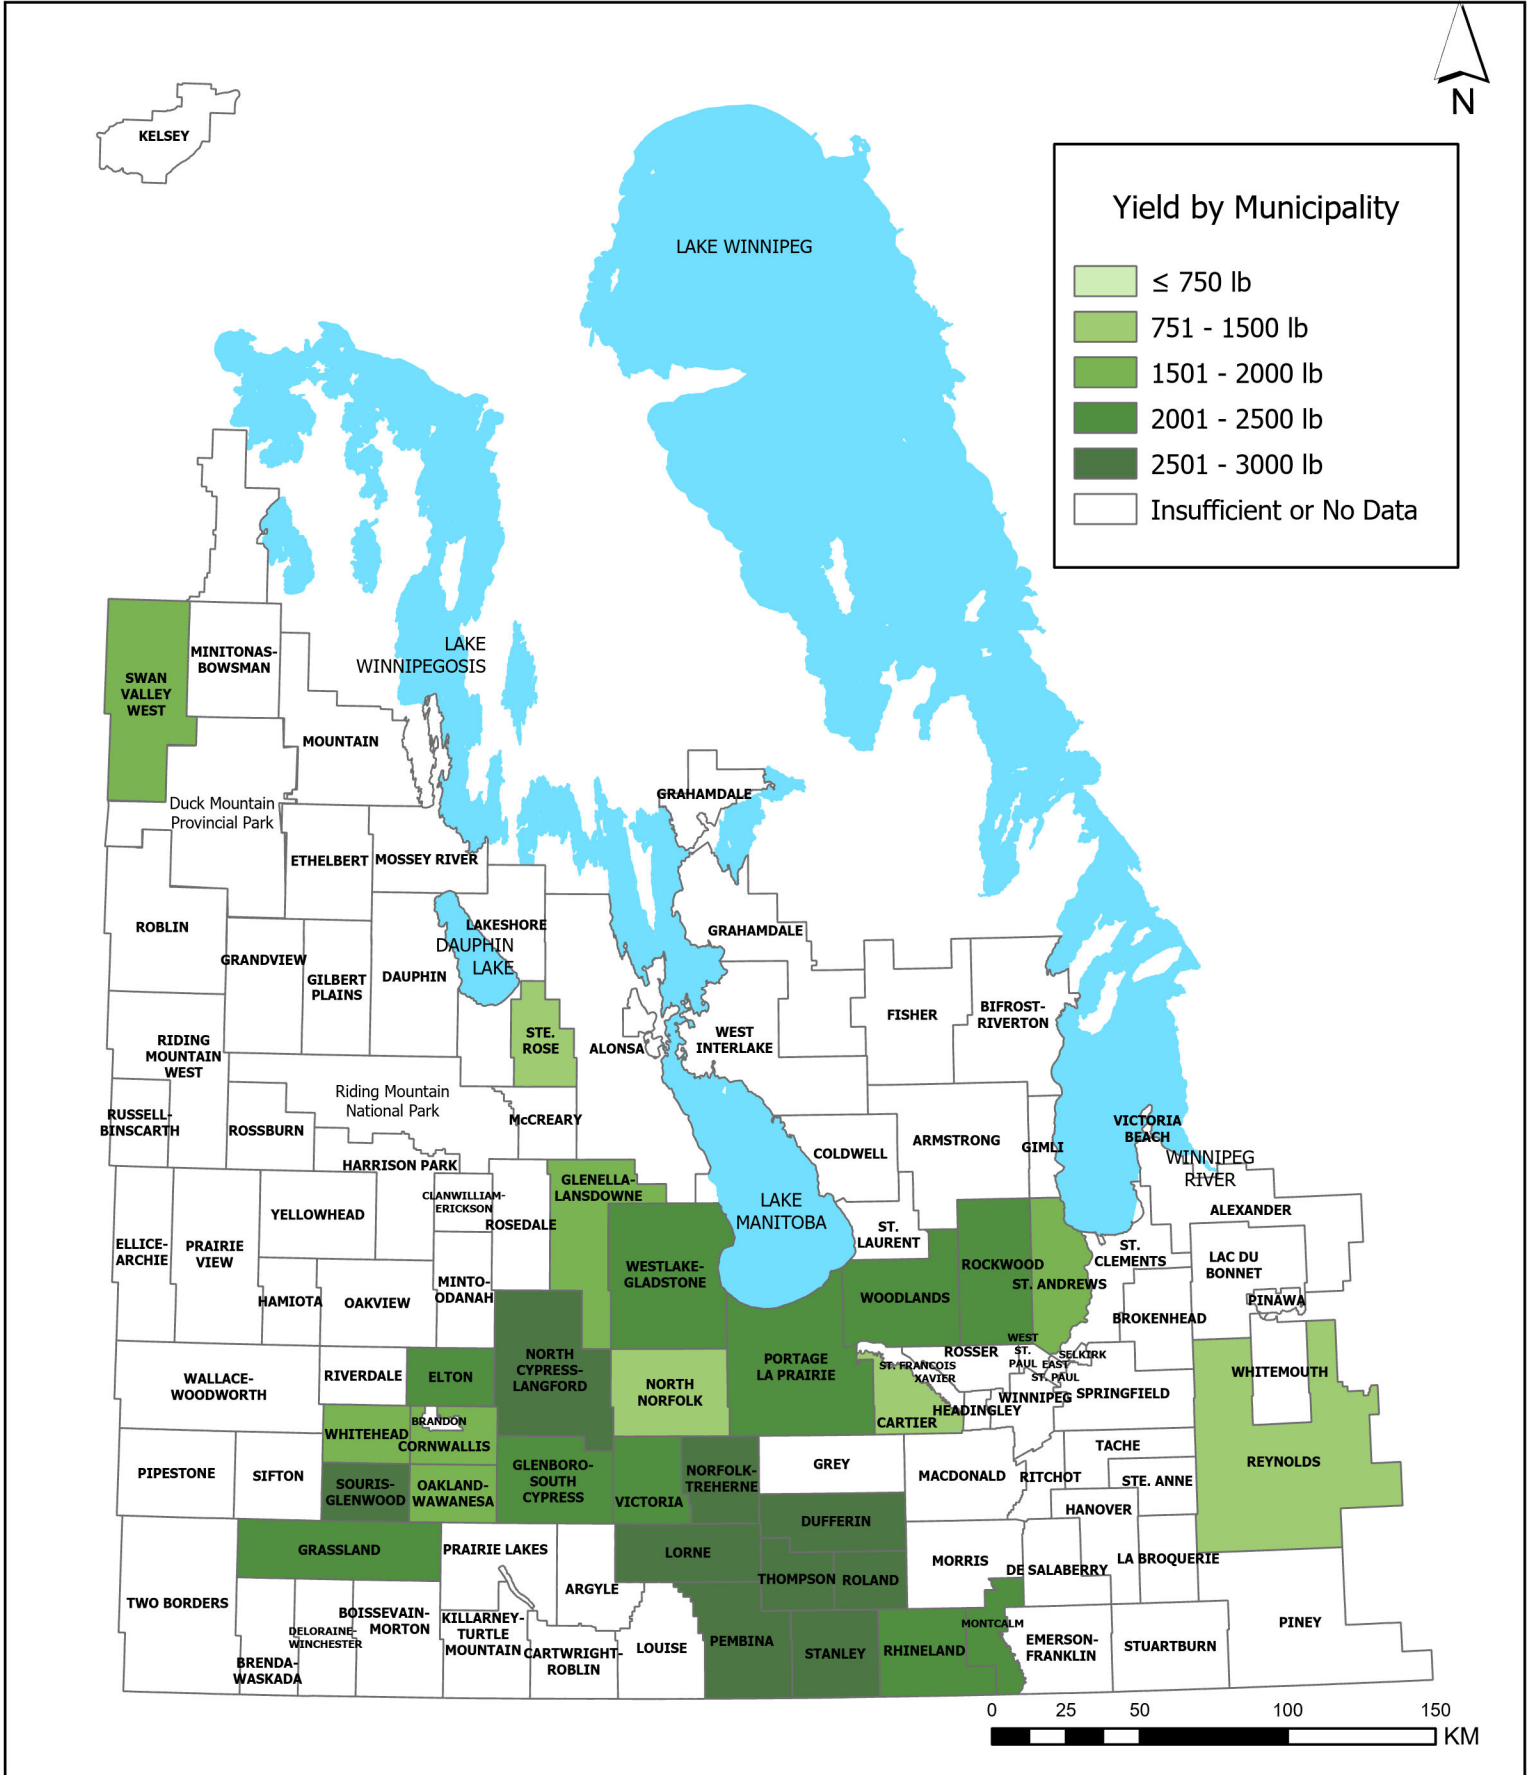 N
KELSEY
Yield by Municipality
≤ 750 lb
751 - 1500 lb
1501 - 2000 lb
2001 - 2500 lb
2501 - 3000 lb
Insufficient or No Data
LAKE WINNIPEG
LAKE
WINNIPEGOSIS
MINITONAS-
BOWSMAN
SWAN
VALLEY
WEST
MOUNTAIN
Duck Mountain
Provincial Park
GRAHAMDALE
ETHELBERT
MOSSEY RIVER
ROBLIN
LAKESHORE
DAUPHIN
LAKE
GRAHAMDALE
GRANDVIEW
GILBERT
PLAINS
DAUPHIN
FISHER
BIFROST-
RIVERTON
RIDING
MOUNTAIN
WEST
STE.
ROSE
ALONSA
WEST
INTERLAKE
Riding Mountain
National Park
RUSSELL-
BINSCARTH
ROSSBURN
McCREARY
VICTORIA
BEACH
ARMSTRONG
GIMLI
COLDWELL
HARRISON PARK
WINNIPEG
RIVER
GLENELLA-
LANSDOWNE
CLANWILLIAM-
ERICKSON
YELLOWHEAD
ROSEDALE
LAKE
MANITOBA
ALEXANDER
ST.
LAURENT
ELLICE-
ARCHIE
PRAIRIE
VIEW
ST.
CLEMENTS
LAC DU
BONNET
WESTLAKE-
GLADSTONE
ROCKWOOD
ST. ANDREWS
MINTO-
ODANAH
HAMIOTA
OAKVIEW
WOODLANDS
PINAWA
BROKENHEAD
WEST
ST.
PAUL
ROSSER
SELKIRK
EAST
ST. PAUL
ST. FRANCOIS
XAVIER
NORTH
CYPRESS-
LANGFORD
PORTAGE
LA PRAIRIE
RIVERDALE
ELTON
WALLACE-
WOODWORTH
NORTH
NORFOLK
WHITEMOUTH
SPRINGFIELD
WINNIPEG
HEADINGLEY
CARTIER
BRANDON
WHITEHEAD
CORNWALLIS
TACHE
GREY
REYNOLDS
PIPESTONE
SIFTON
GLENBORO-
SOUTH
CYPRESS
NORFOLK-
TREHERNE
MACDONALD
RITCHOT
STE. ANNE
SOURIS-
GLENWOOD
OAKLAND-
WAWANESA
VICTORIA
HANOVER
DUFFERIN
GRASSLAND
PRAIRIE LAKES
LORNE
MORRIS
DE SALABERRY
LA BROQUERIE
THOMPSON
ROLAND
ARGYLE
TWO BORDERS
BOISSEVAIN-
MORTON
DELORAINE-
WINCHESTER
BRENDA-
WASKADA
KILLARNEY-
TURTLE
MOUNTAIN
CARTWRIGHT-
ROBLIN
LOUISE
PEMBINA
STANLEY
RHINELAND
MONTCALM
EMERSON-
FRANKLIN
STUARTBURN
PINEY
0 25 50 100 150
KM